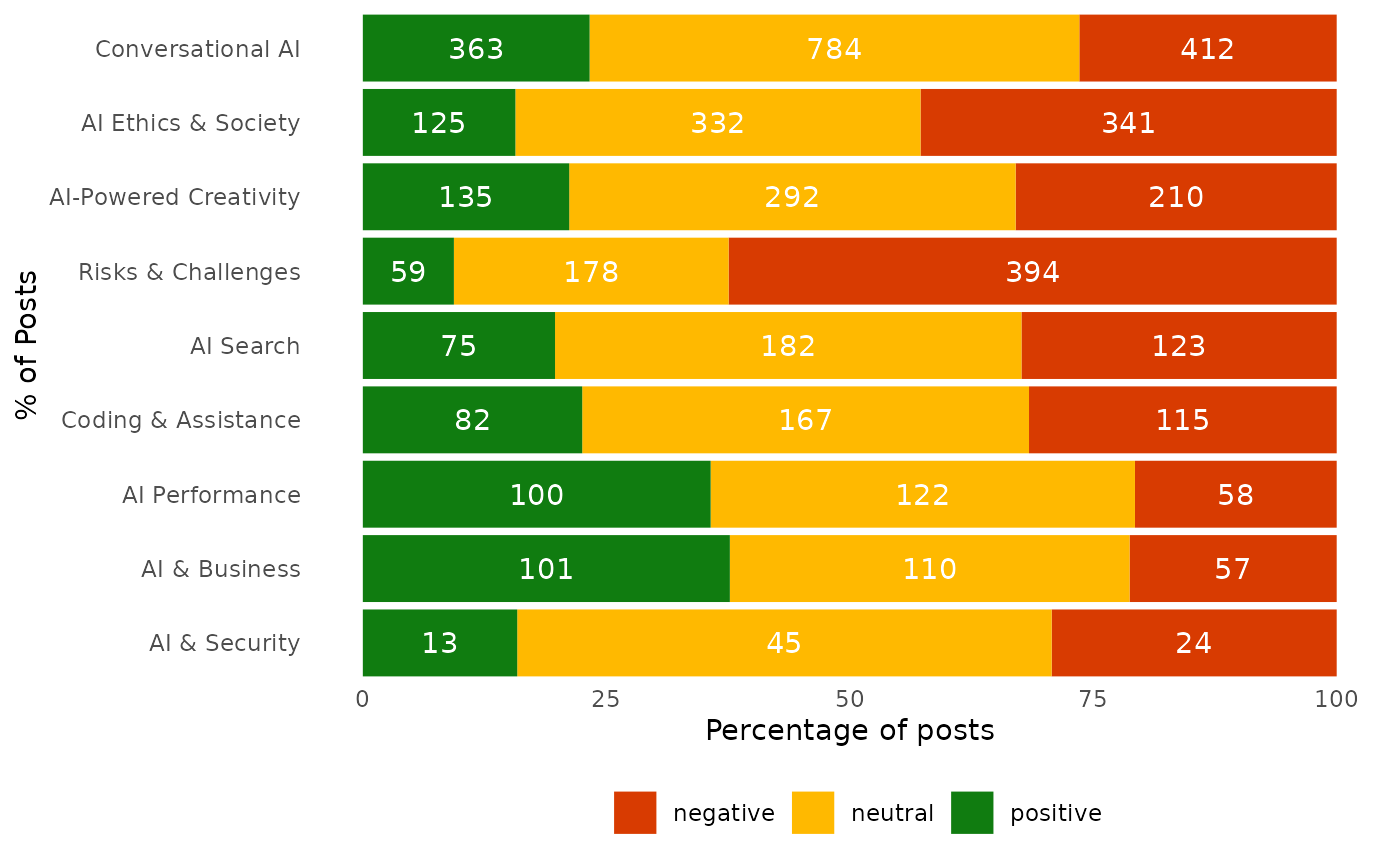 Conversational AI 363 784 412
AI Ethics & Society 125 332 341
AI-Powered Creativity 135 292 210
Risks & Challenges 59 178 394
AI Search 75 182 123
Coding & Assistance 82 167 115
AI Performance 100 122 58
AI & Business 101 110 57
AI & Security 13 45 24
% of Posts
0 25 50 75 100
Percentage of posts
negative neutral positive